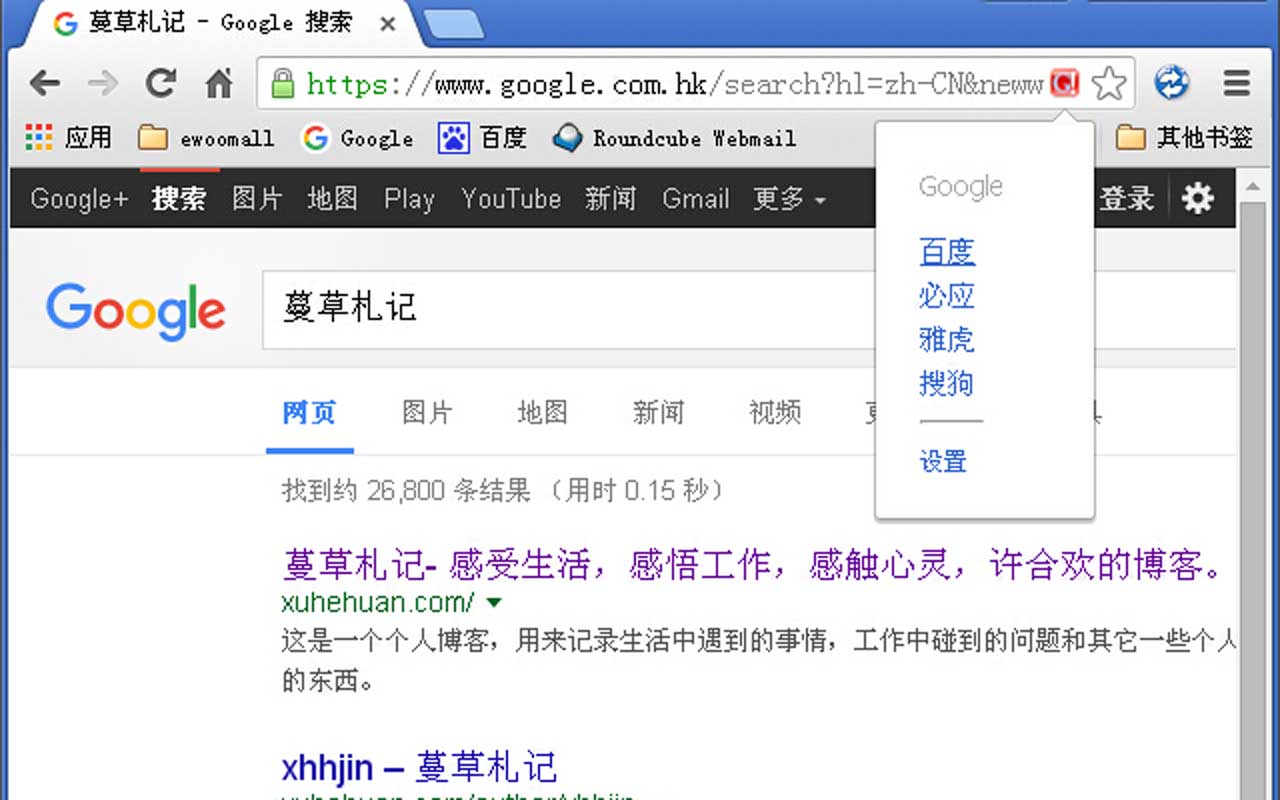 蔓草札记 - Google 搜索
https://www.google.com.hk/search?hl=zh-CN&neww
应用 ewoomall Google 百度 Roundcube Webmail 其他书签
Google+ 搜索 图片 地图 Play YouTube 新闻 Gmail 更多 登录
Google
百度
必应
雅虎
搜狗
设置
Google 蔓草札记
网页 图片 地图 新闻 视频
找到约 26,800 条结果 （用时 0.15 秒）
蔓草札记- 感受生活，感悟工作，感触心灵，许合欢的博客。
xuhehuan.com/
这是一个个人博客，用来记录生活中遇到的事情，工作中碰到的问题和其它一些个人
的东西。
xhhjin – 蔓草札记